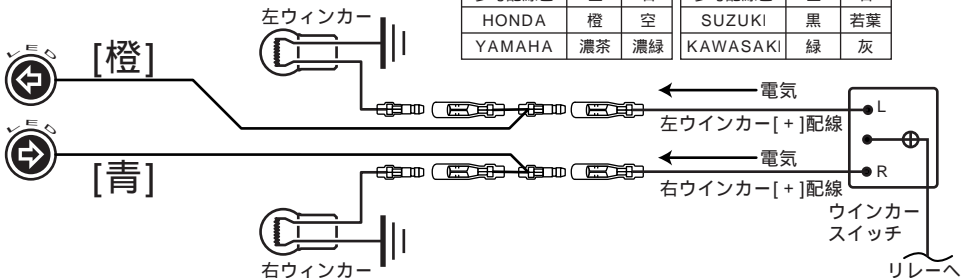 左ウィンカー
HONDA 橙 空 SUZUKI 黒 若葉
YAMAHA 濃茶 濃緑 KAWASAKI 緑 灰
LED
[橙]
電気
L
左ウインカー[+]配線
LED
[青]
電気
R
右ウインカー[+]配線
ウインカー
スイッチ
右ウィンカー
リレーへ